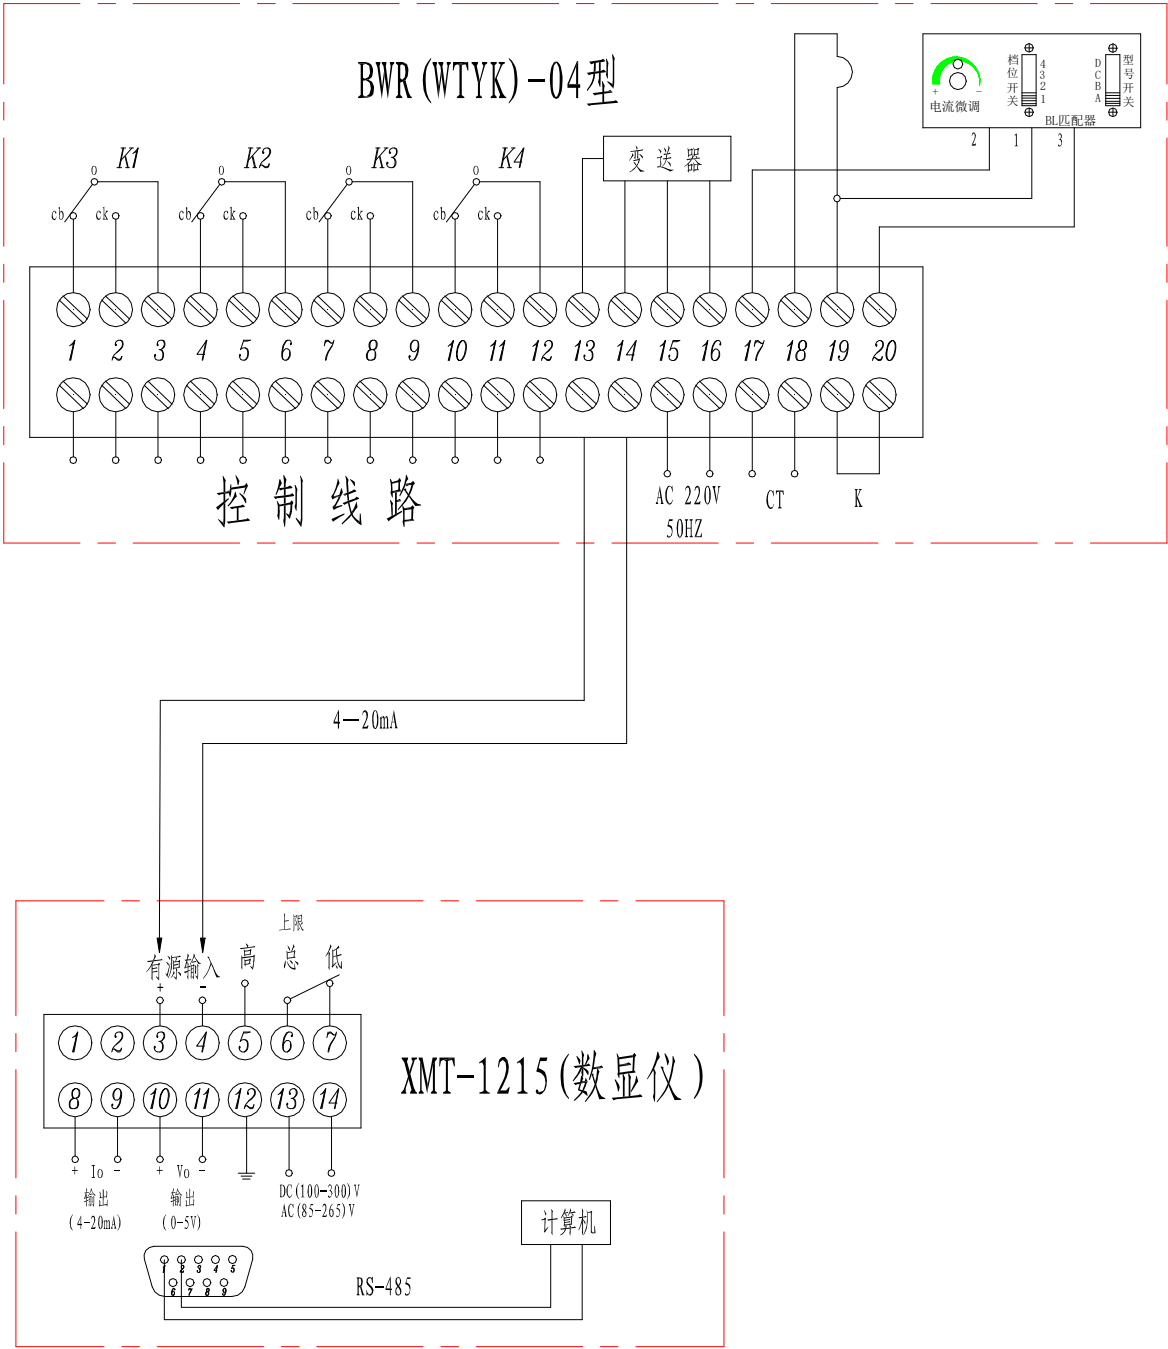 BWR(WTYK)-04型
档位开关
4
3
2
1
D
C
B
A
型号开关
+ -
电流微调
BL匹配器
2 1 3
K1 K2 K3 K4
变送器
o o o o
cb ck cb ck cb ck cb ck
1 2 3 4 5 6 7 8 9 10 11 12 13 14 15 16 17 18 19 20
控制线路
AC 220V
50HZ
CT
K
4—20mA
上限
有源输入 高 总 低
+ -
1 2 3 4 5 6 7
XMT-1215(数显仪)
8 9 10 11 12 13 14
+ Io - + Vo -
输出 输出
(4-20mA) (0-5V)
DC(100-300)V
AC(85-265)V
计算机
1 2 3 4 5
6 7 8 9
RS-485